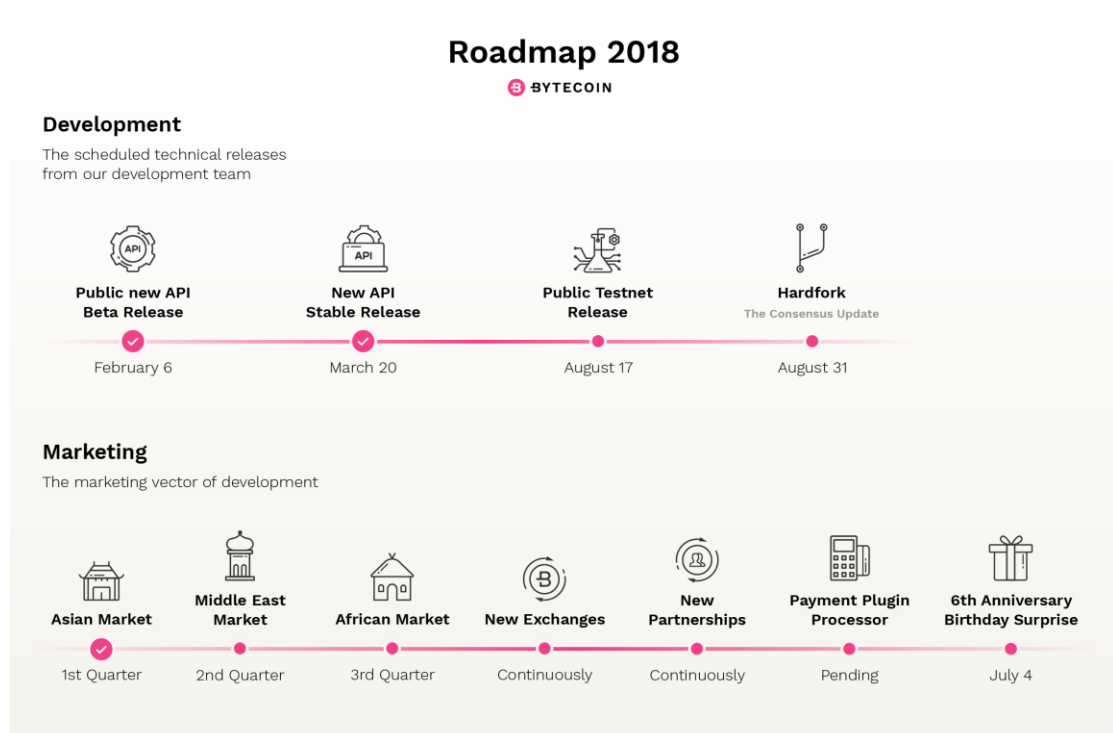 Roadmap 2018
BYTECOIN
Development
The scheduled technical releases
from our development team
API
API
Public new API
Beta Release
New API
Stable Release
Public Testnet
Release
Hardfork
The Consensus Update
February 6
March 20
August 17
August 31
Marketing
The marketing vector of development
Asian Market
Middle East
Market
African Market
New Exchanges
New
Partnerships
Payment Plugin
Processor
6th Anniversary
Birthday Surprise
1st Quarter
2nd Quarter
3rd Quarter
Continuously
Continuously
Pending
July 4